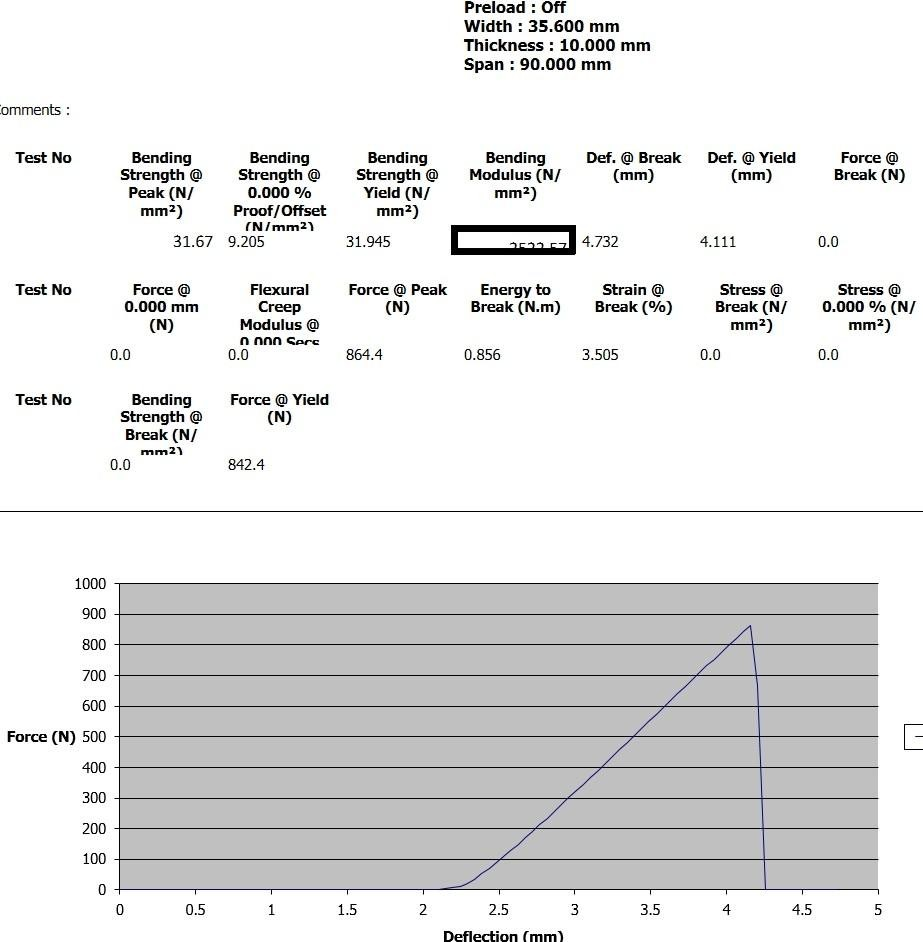 Preload : Off
Width : 35.600 mm
Thickness : 10.000 mm
Span : 90.000 mm
omments :
Test No Bending Strength @ Peak (N/ mm²) Bending Strength @ 0.000 % Proof/Offset (N/mm²) Bending Strength @ Yield (N/ mm²) Bending Modulus (N/ mm²) Def. @ Break (mm) Def. @ Yield (mm) Force @ Break (N)
31.67 9.205 31.945 4.732 4.111 0.0
Test No Force @ 0.000 mm (N) Flexural Creep Modulus @ 0.000 Secs Force @ Peak (N) Energy to Break (N.m) Strain @ Break (%) Stress @ Break (N/ mm²) Stress @ 0.000 % (N/ mm²)
0.0 0.0 864.4 0.856 3.505 0.0 0.0
Test No Bending Strength @ Break (N/ mm²) Force @ Yield (N)
0.0 842.4
1000
900
800
700
600
Force (N) 500
400
300
200
100
0
0 0.5 1 1.5 2 2.5 3 3.5 4 4.5 5
Deflection (mm)